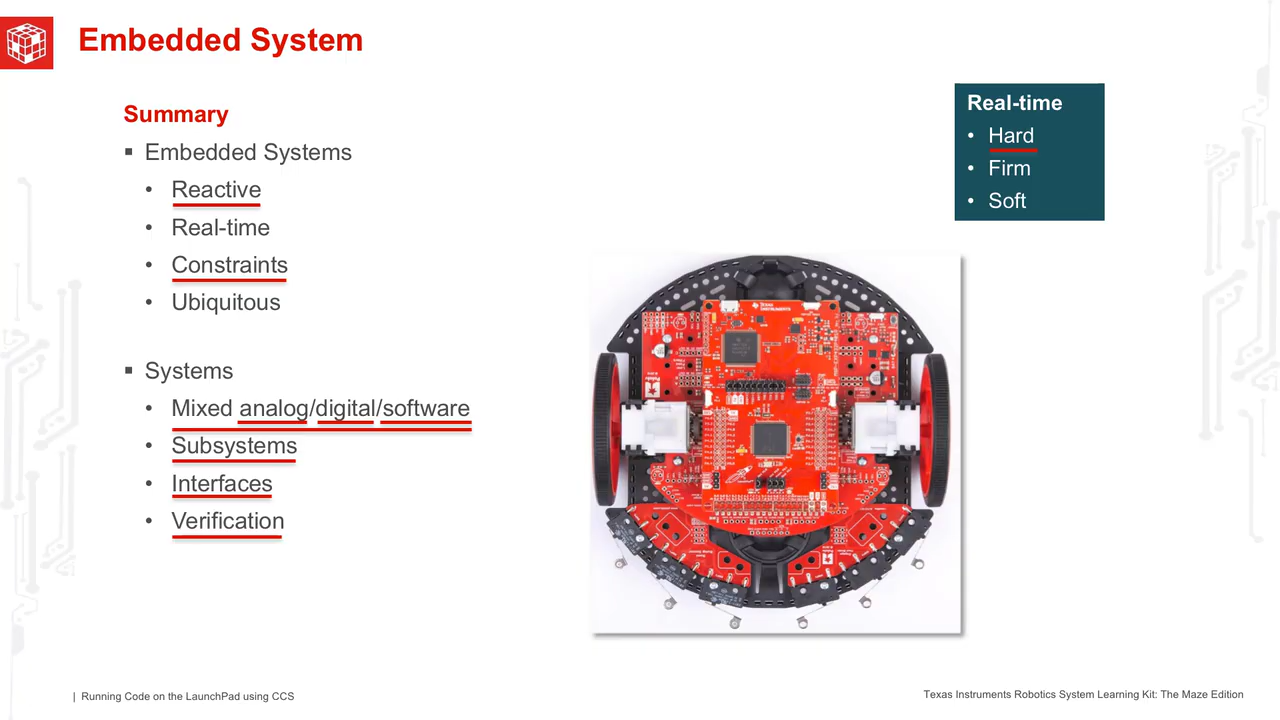 Embedded System
Summary
▪ Embedded Systems
• Reactive
• Real-time
• Constraints
• Ubiquitous
▪ Systems
• Mixed analog/digital/software
• Subsystems
• Interfaces
• Verification
Real-time
• Hard
• Firm
• Soft
TEXAS INSTRUMENTS
| Running Code on the LaunchPad using CCS
Texas Instruments Robotics System Learning Kit: The Maze Edition